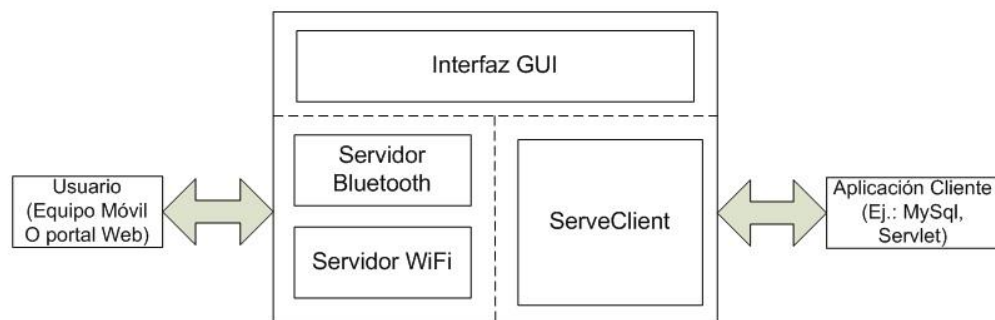 Interfaz GUI
Servidor
Bluetooth
Servidor WiFi
ServeClient
Usuario
(Equipo Móvil
O portal Web)
Aplicación Cliente
(Ej.: MySql,
Servlet)